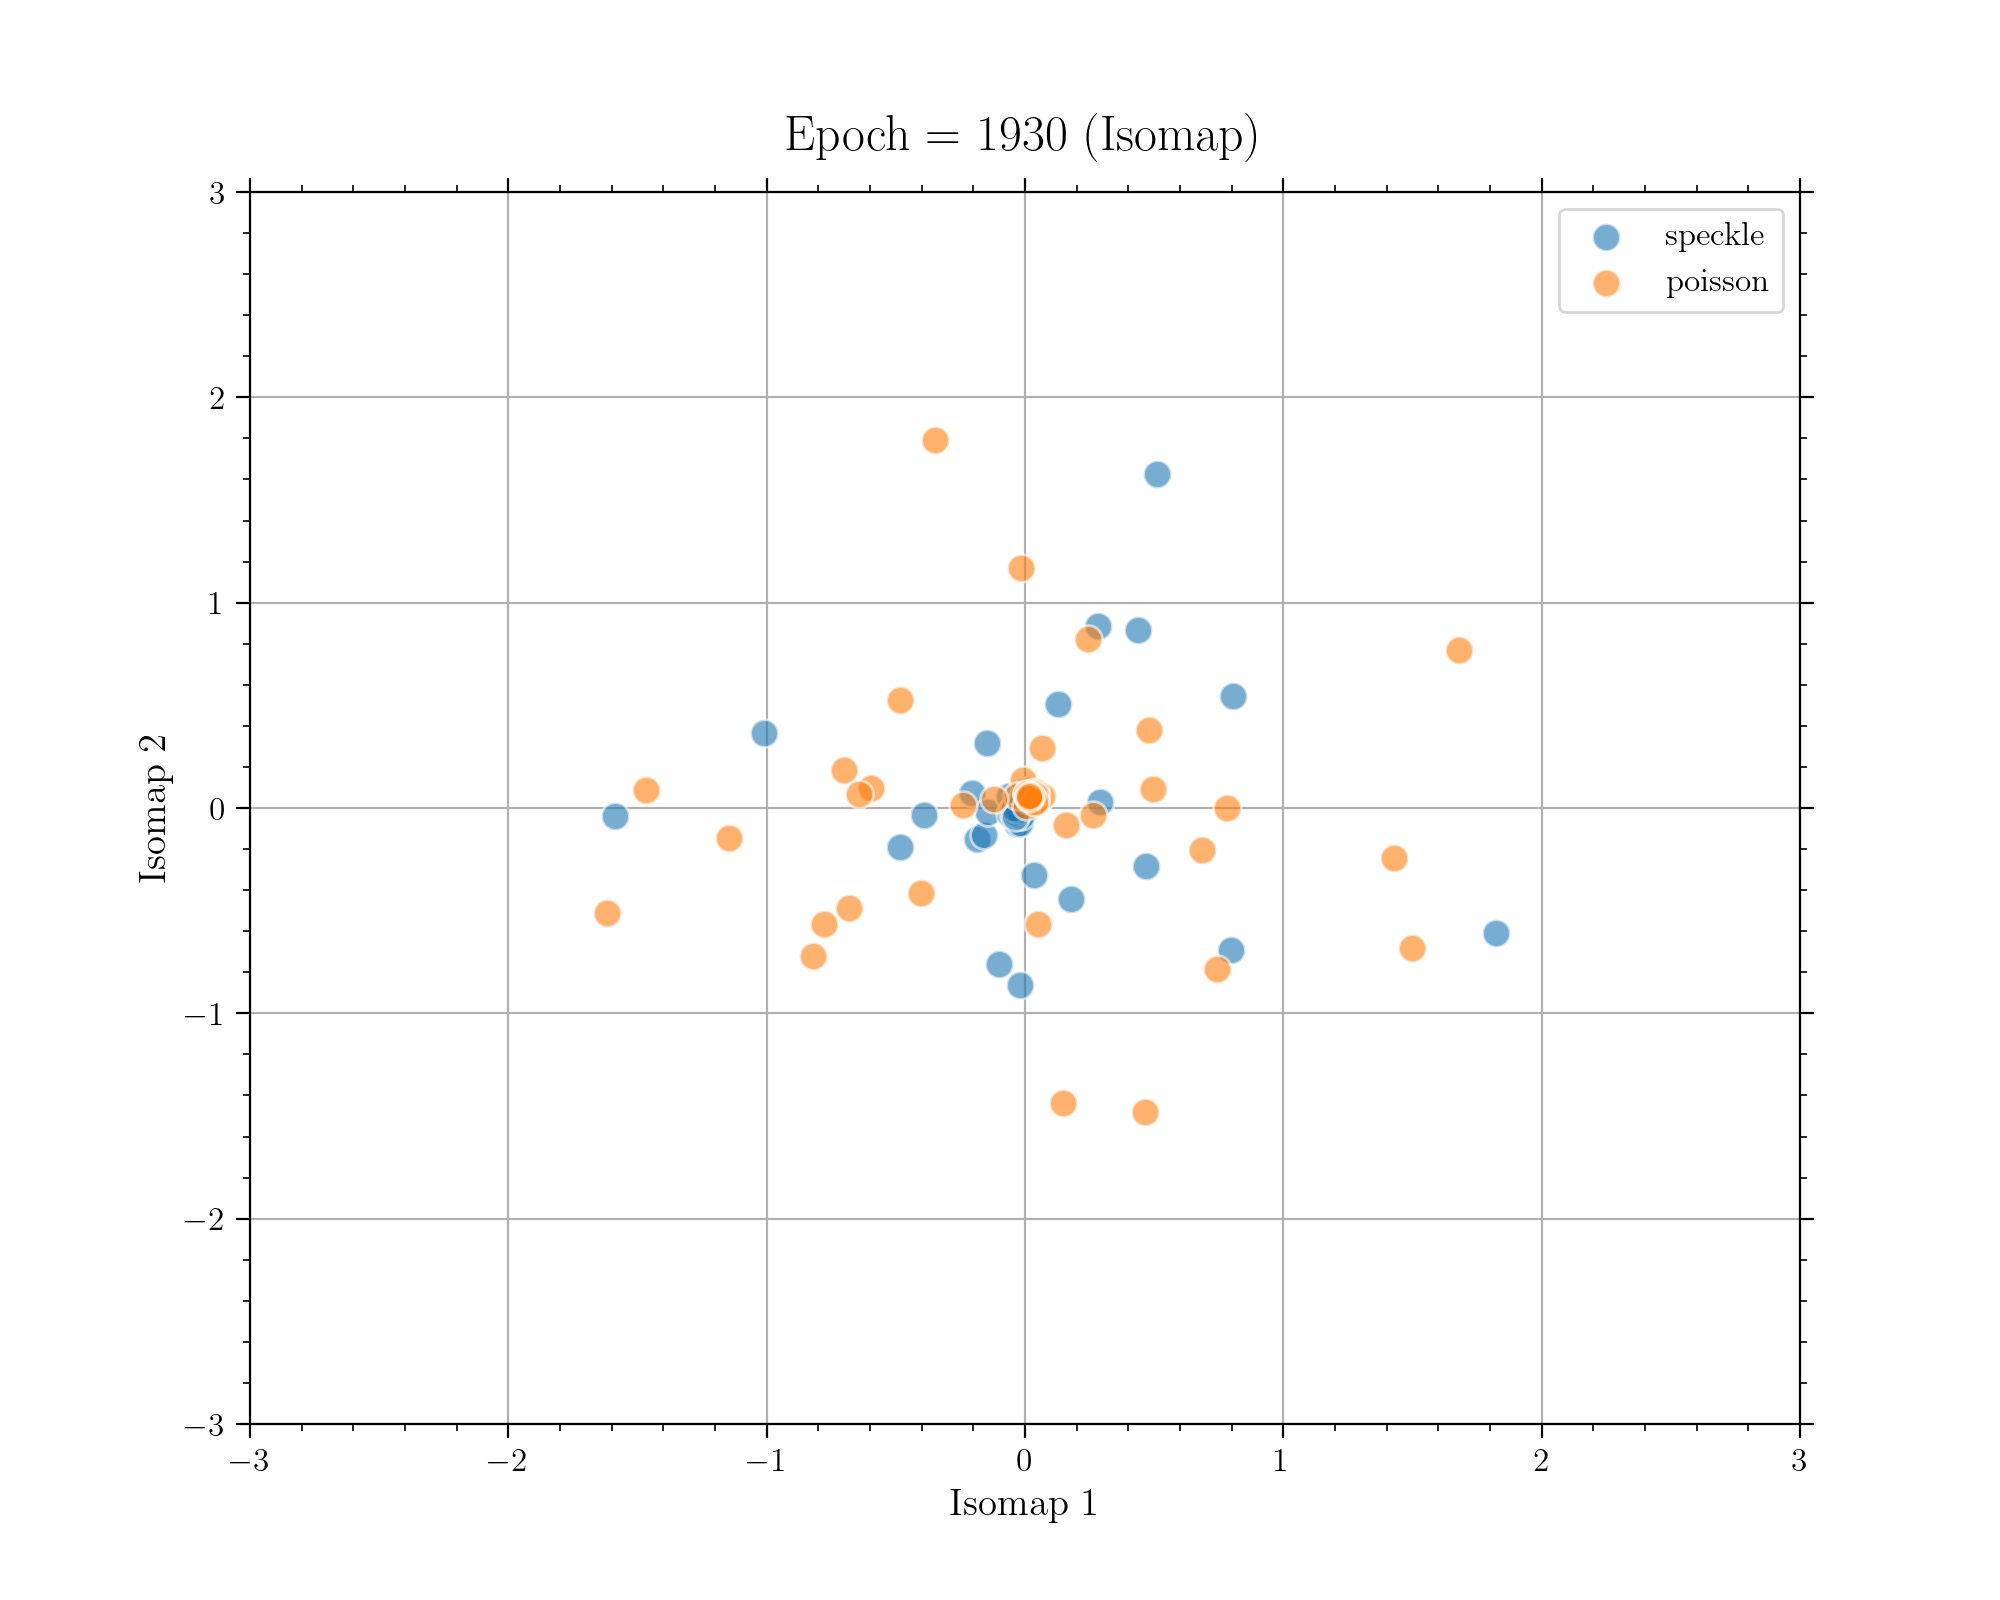 Epoch = 1930 (Isomap)
speckle
poisson
3
2
1
0
−1
−2
−3
Isomap 2
−3 −2 −1 0 1 2 3
Isomap 1